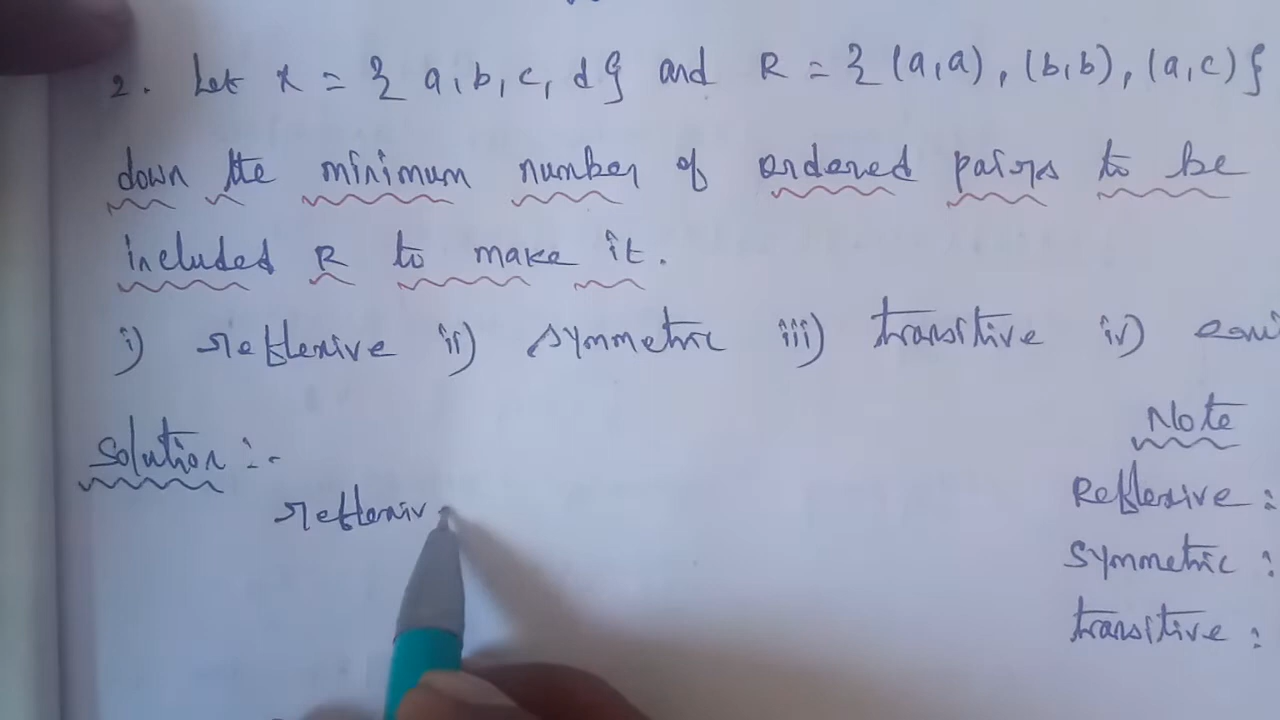 2. Let X = { a, b, c, d } and R = { (a,a), (b,b), (a,c) }
down the minimum number of ordered pairs to be
included R to make it.
i) reflexive ii) symmetric iii) transitive iv)
Solution :-
Note
Reflexive :
reflexiv
Symmetric :
transitive :